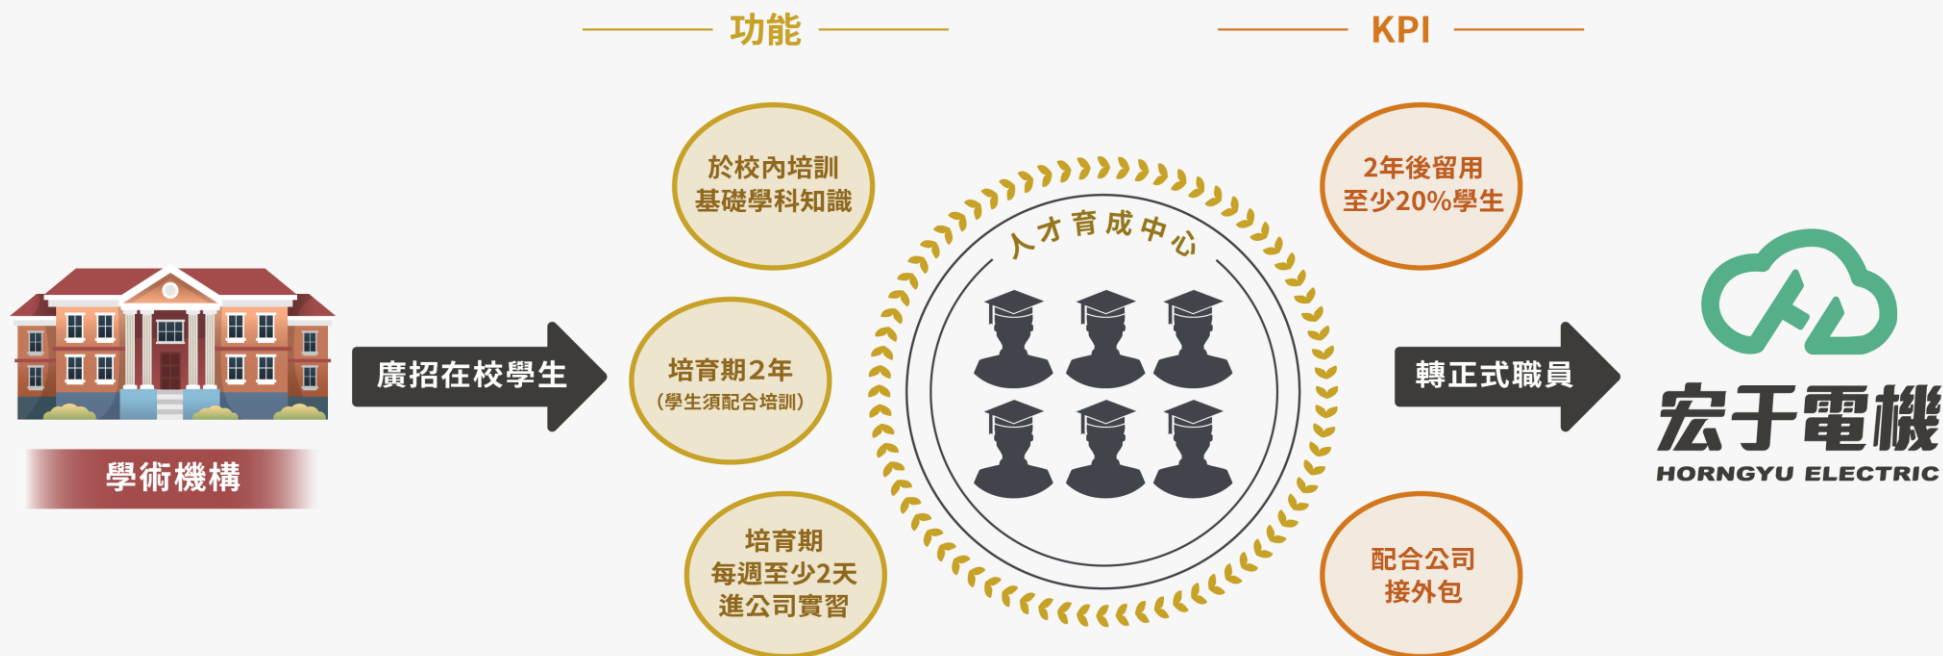 功能
KPI
於校內培訓
基礎學科知識
培育期2年
（學生須配合培訓）
培育期
每週至少2天
進公司實習
人才育成中心
2年後留用
至少20%學生
配合公司
接外包
學術機構
廣招在校學生
轉正式職員
宏于電機
HORNGYU ELECTRIC